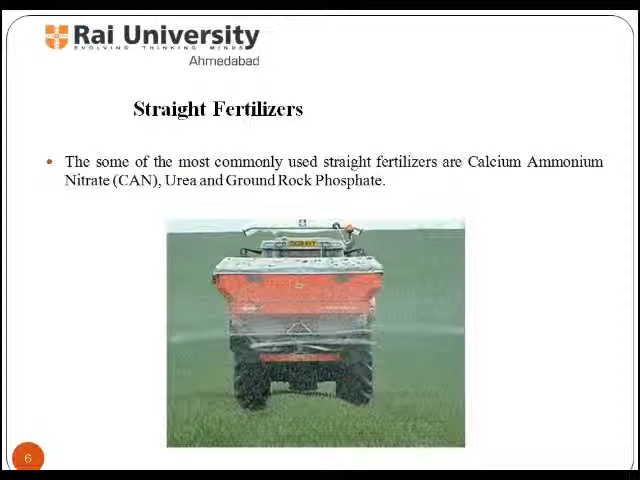 Rai University
EVOLVING THINKING MINDS
Ahmedabad
Straight Fertilizers
• The some of the most commonly used straight fertilizers are Calcium Ammonium
Nitrate (CAN), Urea and Ground Rock Phosphate.
6